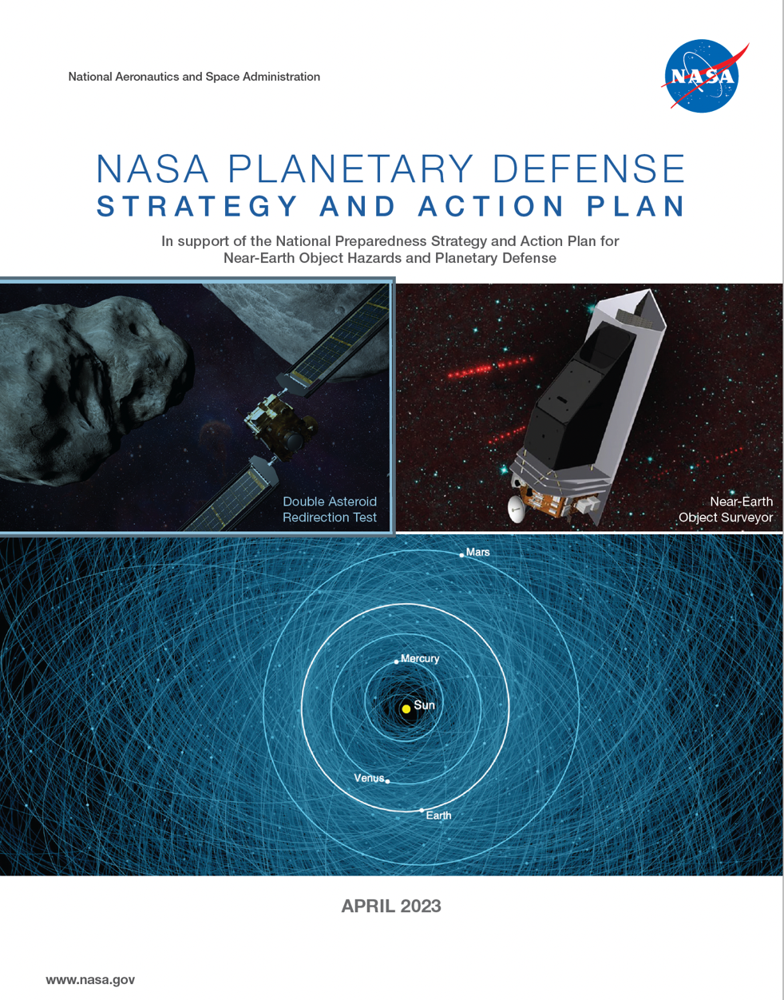 National Aeronautics and Space Administration
NASA
NASA PLANETARY DEFENSE
STRATEGY AND ACTION PLAN
In support of the National Preparedness Strategy and Action Plan for
Near-Earth Object Hazards and Planetary Defense
Double Asteroid
Redirection Test
Near-Earth
Object Surveyor
Mars
Mercury
Sun
Venus
Earth
APRIL 2023
www.nasa.gov